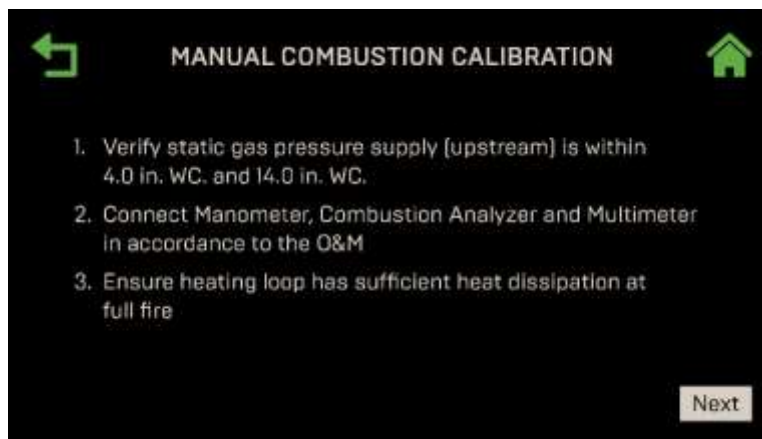 MANUAL COMBUSTION CALIBRATION
1. Verify static gas pressure supply (upstream) is within
4.0 in. WC. and 14.0 in. WC.
2. Connect Manometer, Combustion Analyzer and Multimeter
in accordance to the O&M
3. Ensure heating loop has sufficient heat dissipation at
full fire
Next